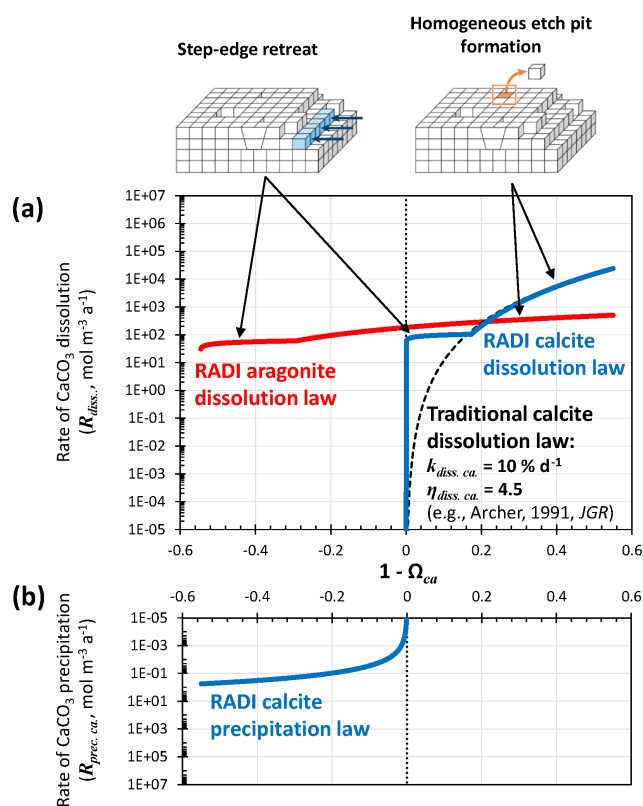 Step-edge retreat
Homogeneous etch pit
formation
(a)
Rate of CaCO3 dissolution
(Rdiss., mol m-3 a-1)
1E+07
1E+06
1E+05
1E+04
1E+03
1E+02
1E+01
1E+00
1E-01
1E-02
1E-03
1E-04
1E-05
RADI aragonite
dissolution law
RADI calcite
dissolution law
Traditional calcite
dissolution law:
kdiss. ca. = 10 % d-1
ηdiss. ca. = 4.5
(e.g., Archer, 1991, JGR)
-0.6 -0.4 -0.2 0 0.2 0.4 0.6
1 - Ωca
(b)
-0.6 -0.4 -0.2 0 0.2 0.4 0.6
Rate of CaCO3 precipitation
(Rprec. ca., mol m-3 a-1)
1E-05
1E-03
1E-01
1E+01
1E+03
1E+05
1E+07
RADI calcite
precipitation law